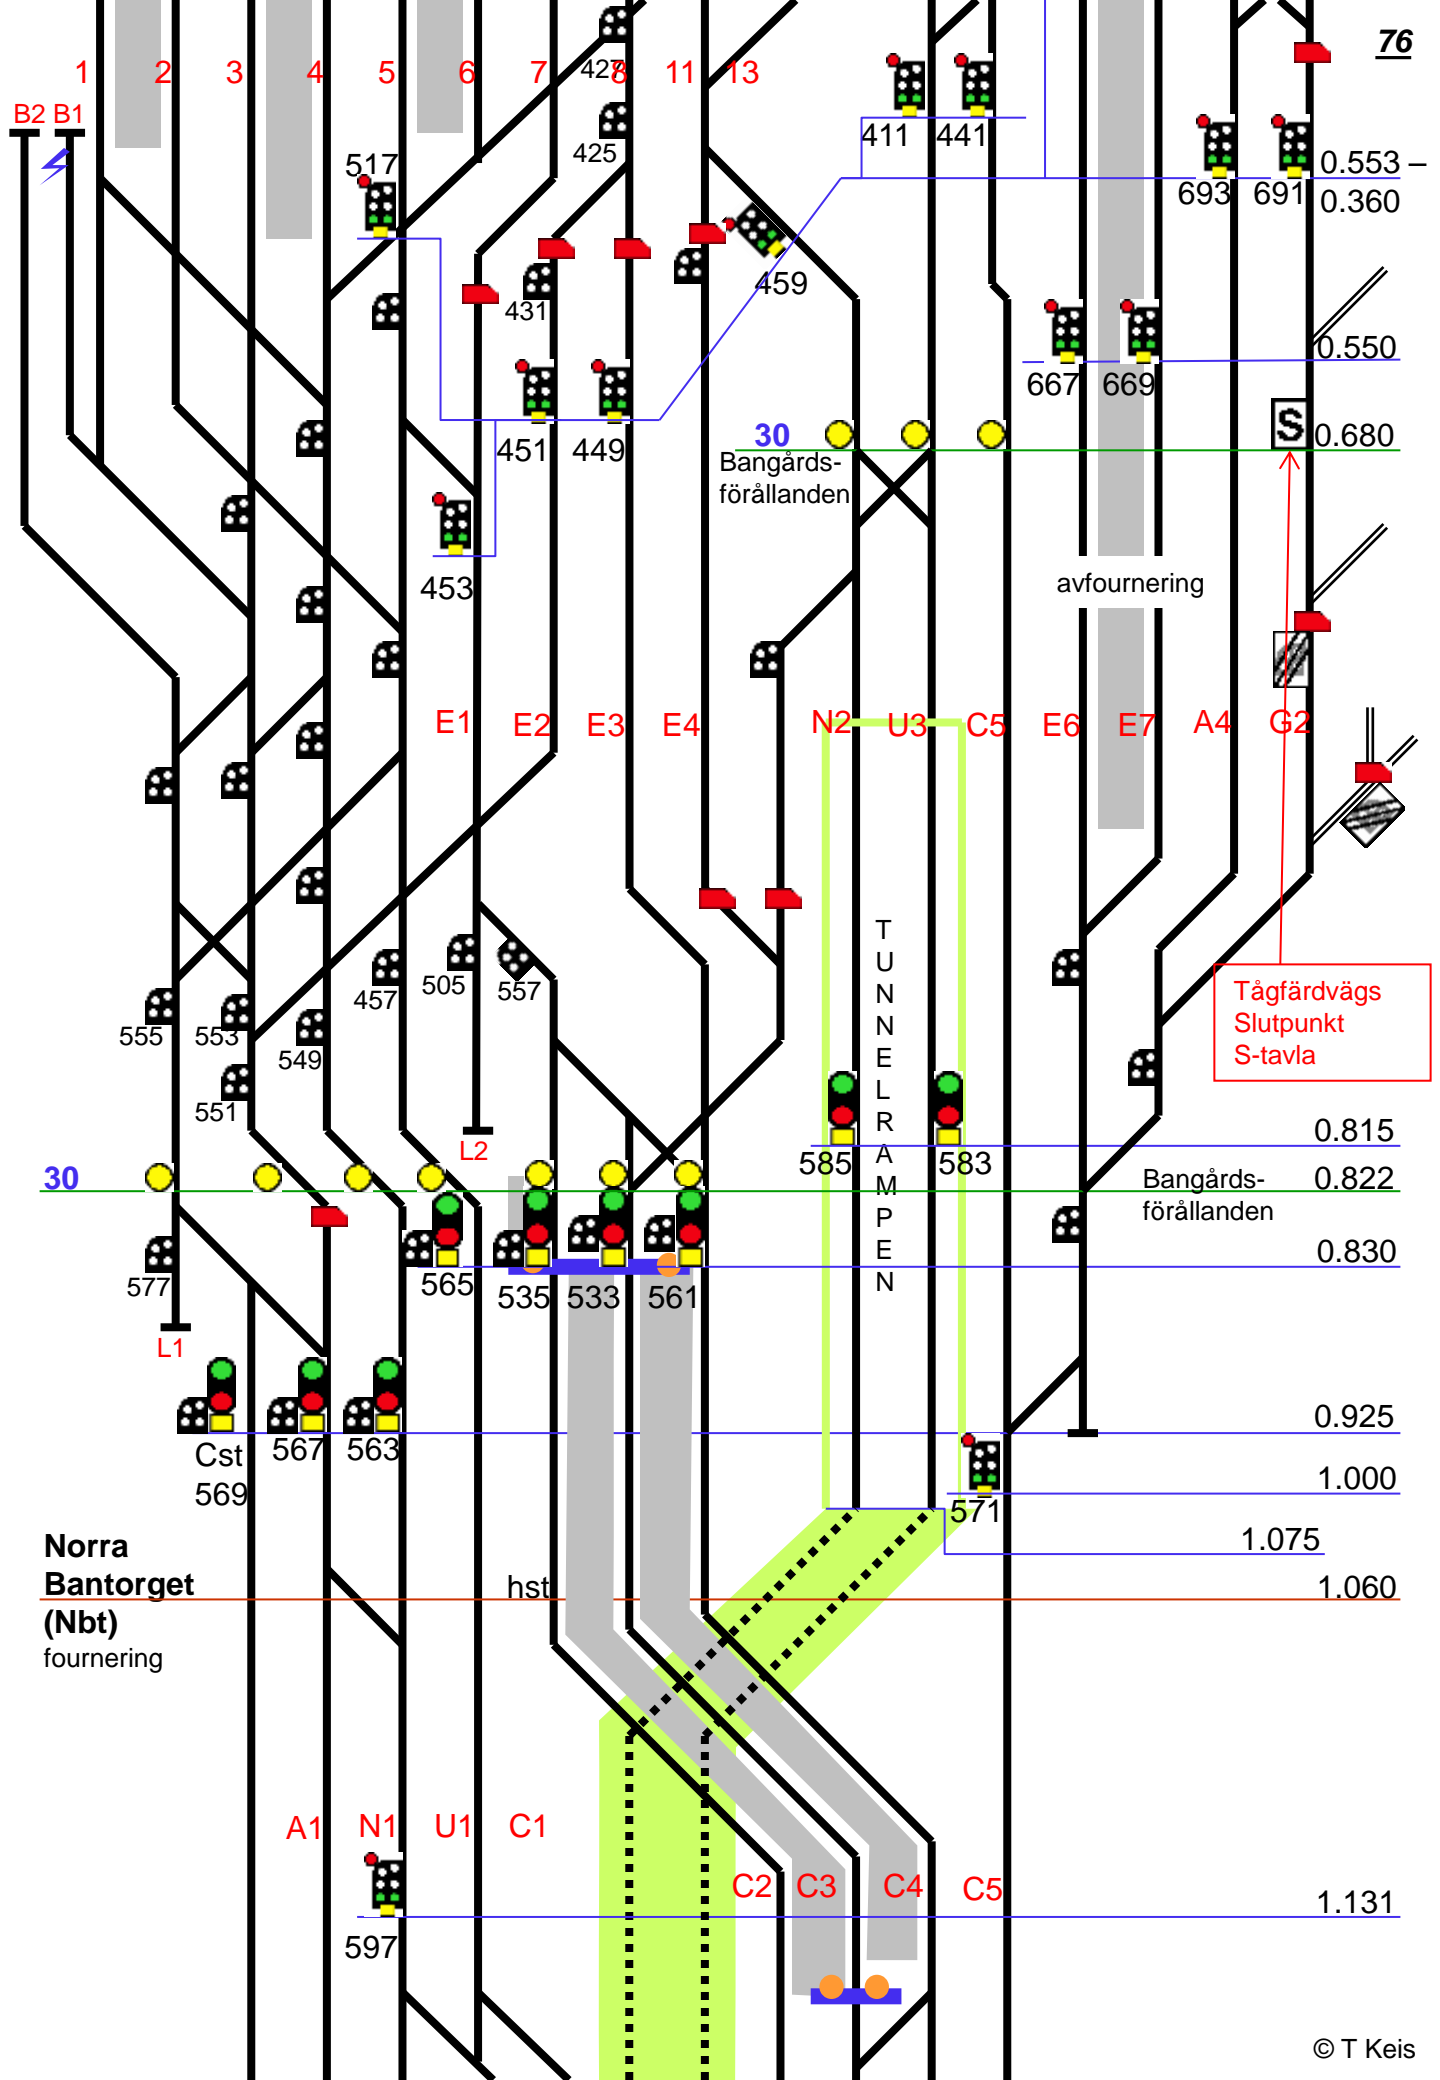 76
1 2 3 4 5 6 7 8 11 13
427
B2 B1
411 441
425
517
693 691
0.553 –
0.360
459
431
667 669
0.550
451 449
30
0.680
S
Bangårds-
förållanden
453
avfournering
E1 E2 E3 E4 N2 U3 C5 E6 E7 A4 G2
TUNNELRAMPEN
457 505 557
Tågfärdvägs
Slutpunkt
S-tavla
555 553 549
551
L2
585 583
0.815
30
Bangårds-
förållanden
0.822
577
565 535 533 561
0.830
L1
567 563
0.925
Cst
569
571
1.000
1.075
Norra
Bantorget
(Nbt)
fournering
hst
1.060
A1 N1 U1 C1
C2 C3 C4 C5
1.131
597
© T Keis